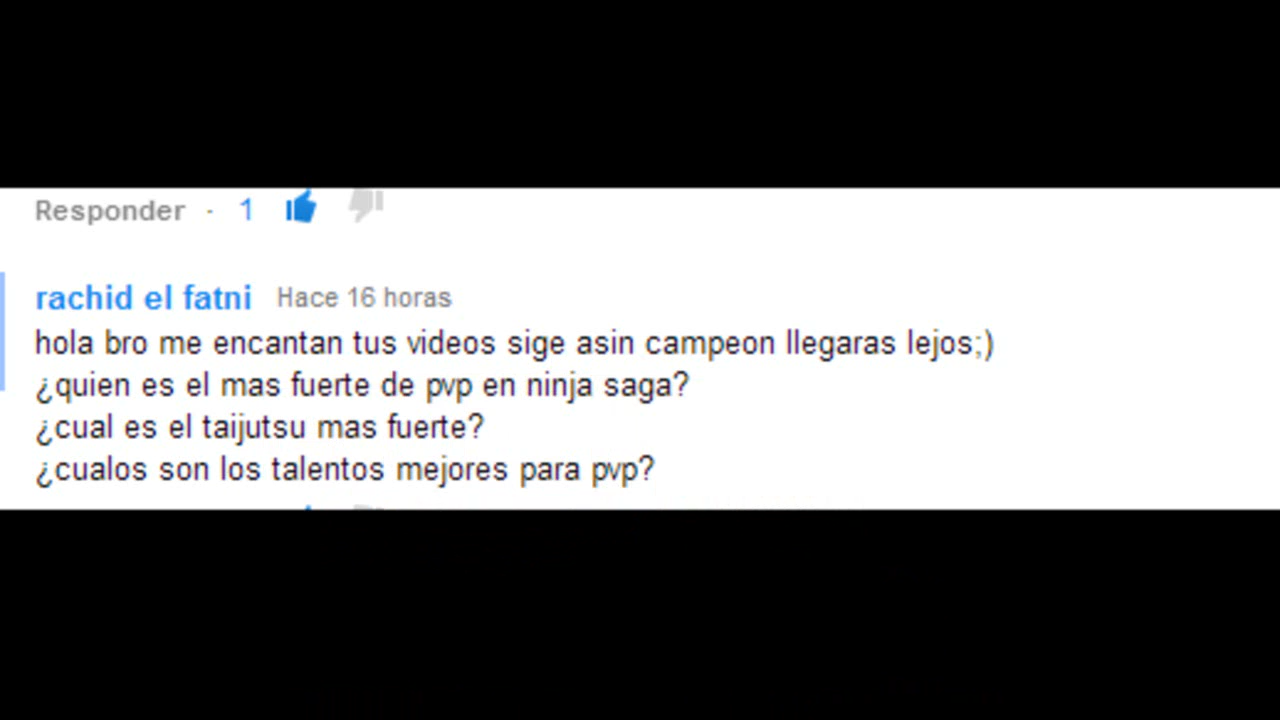 Responder · 1
rachid el fatni Hace 16 horas
hola bro me encantan tus videos sige asin campeon llegaras lejos;)
¿quien es el mas fuerte de pvp en ninja saga?
¿cual es el taijutsu mas fuerte?
¿cualos son los talentos mejores para pvp?